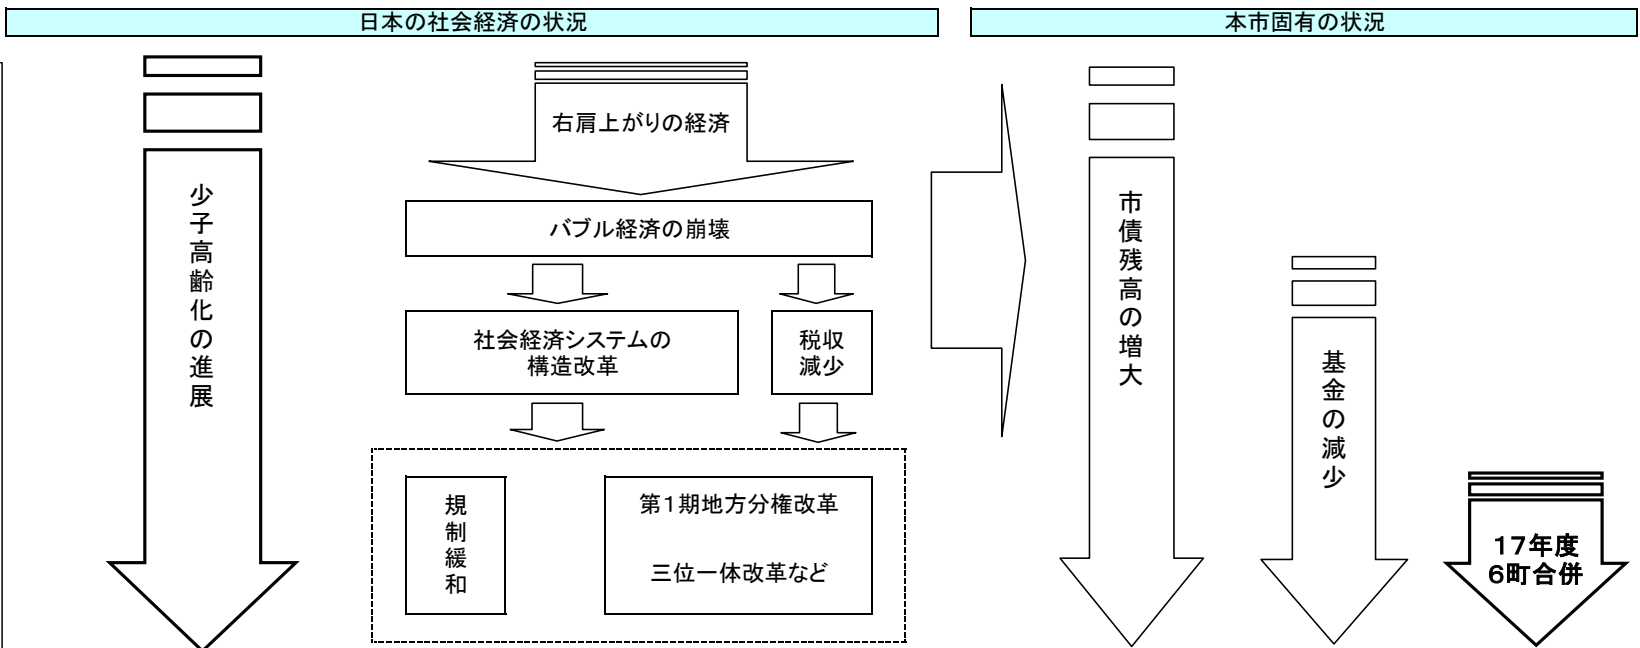 日本の社会経済の状況
本市固有の状況
少子高齢化の進展
右肩上がりの経済
バブル経済の崩壊
社会経済システムの
構造改革
税収
減少
規制緩和
第1期地方分権改革
三位一体改革など
市債残高の増大
基金の減少
17年度
6町合併